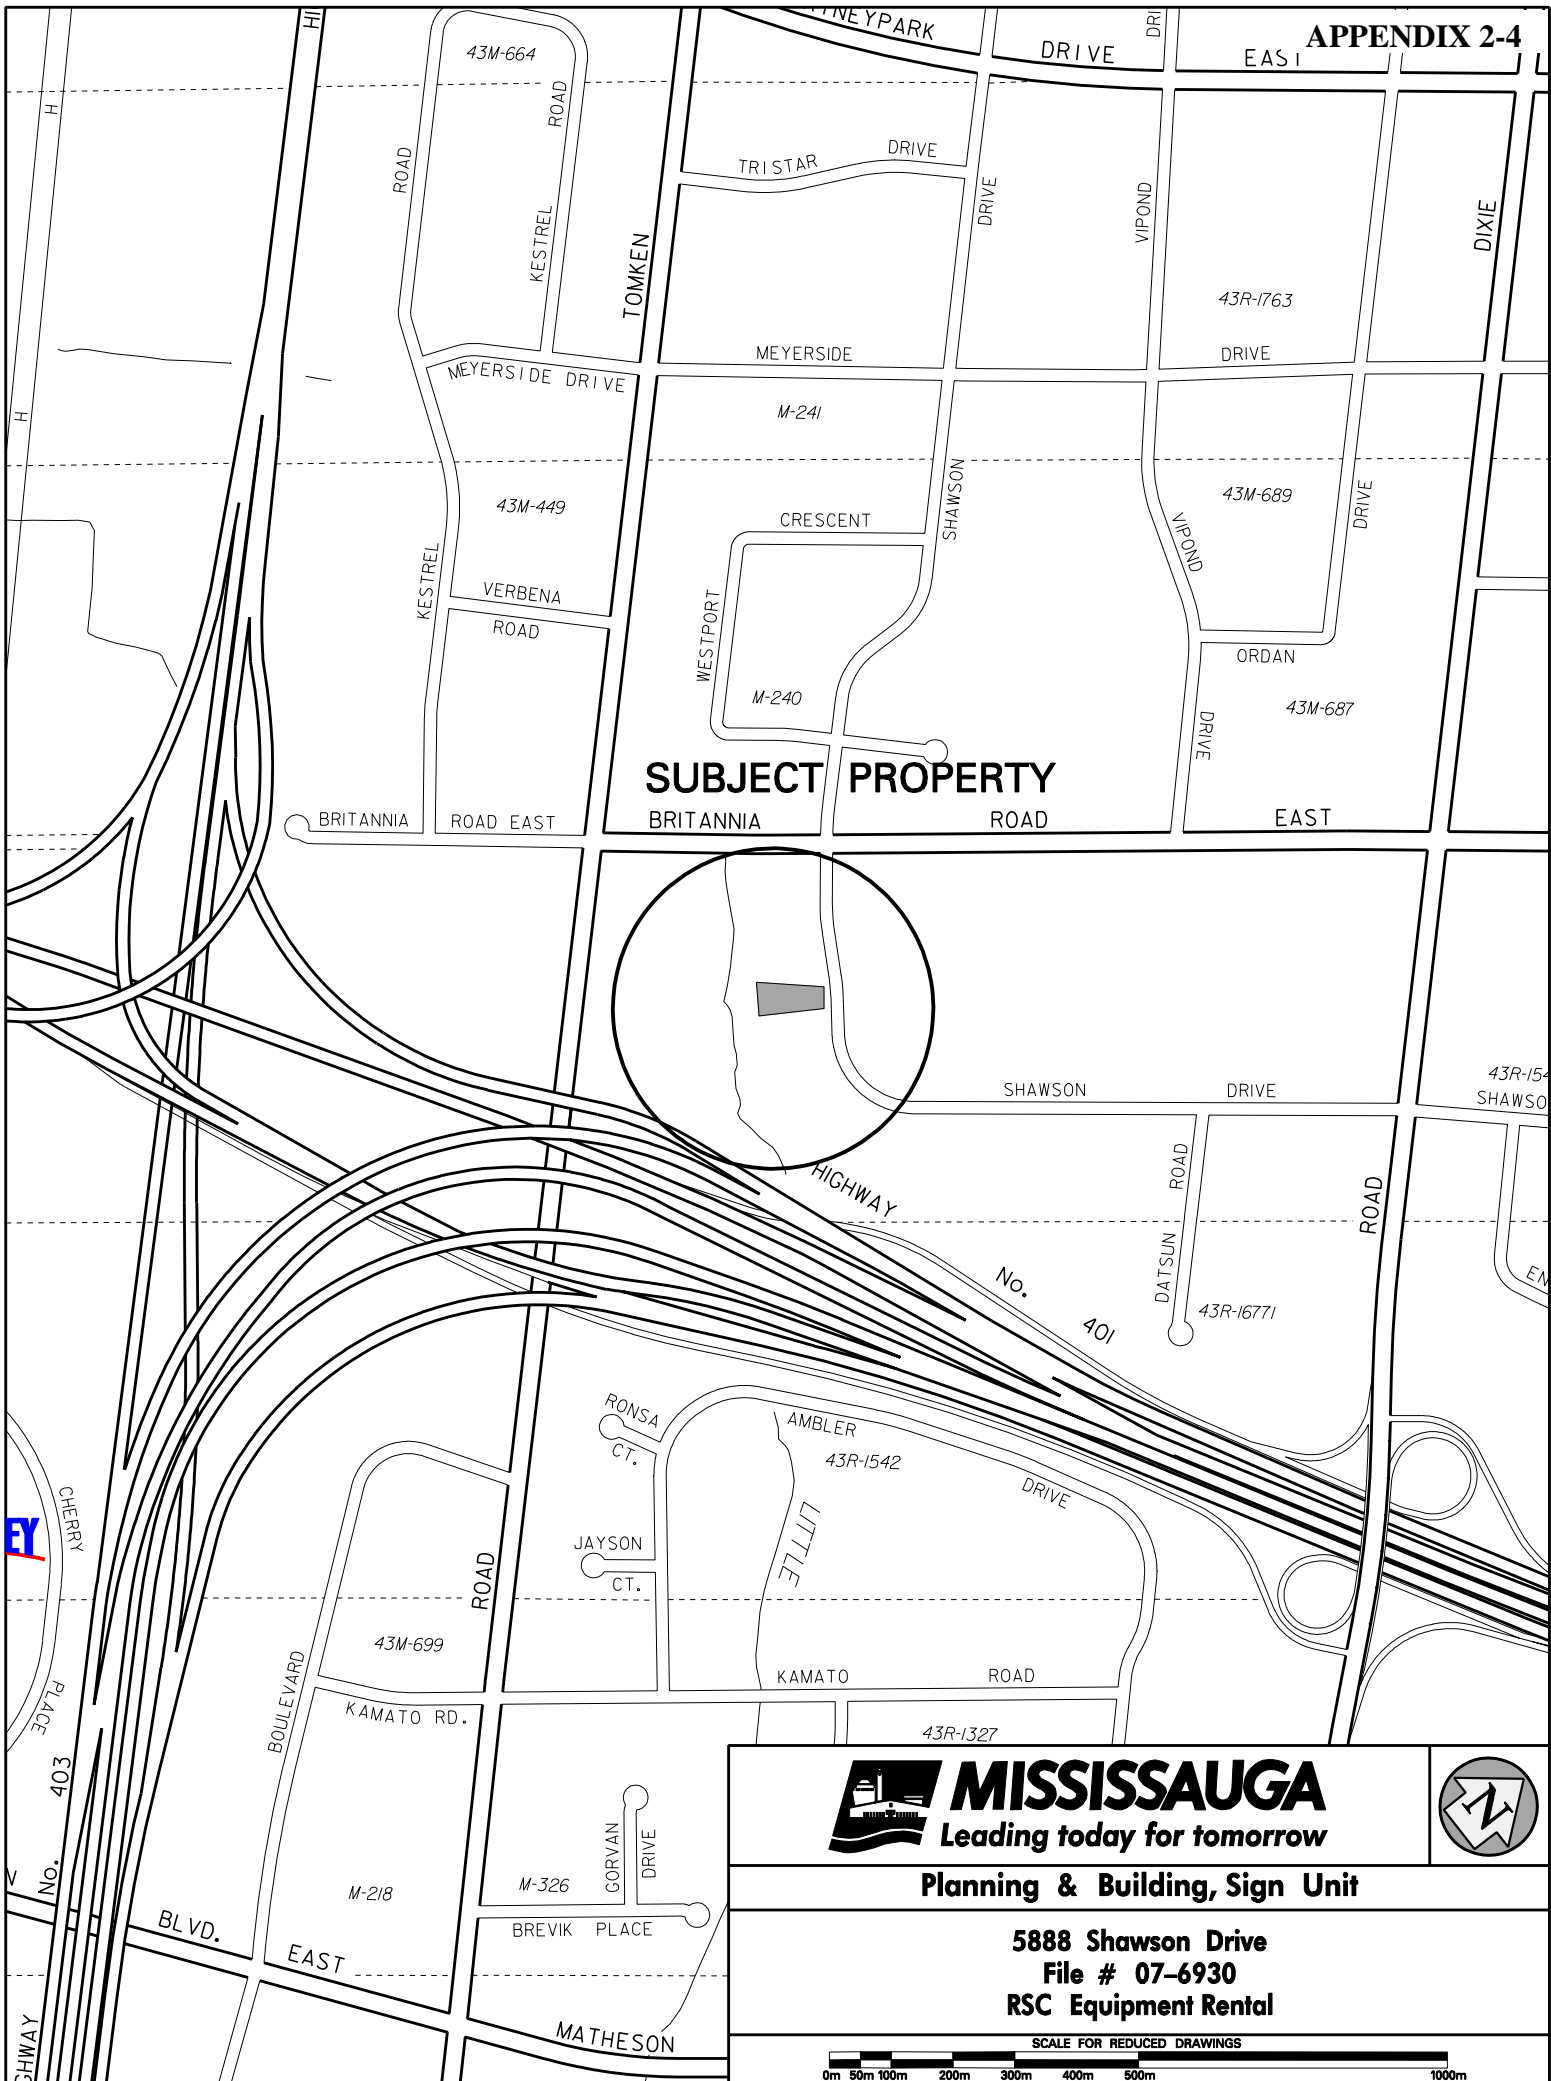 APPENDIX 2-4
43M-664
DRIVE
EAST
ROAD
H
ROAD
TRISTAR DRIVE
DRIVE
VIPOND
KESTREL
TOMKEN
DIXIE
43R-1763
MEYERSIDE
DRIVE
MEYERSIDE DRIVE
M-241
H
43M-449
SHAWSON
43M-689
DRIVE
CRESCENT
VIPOND
KESTREL
VERBENA
ROAD
WESTPORT
ORDAN
M-240
43M-687
DRIVE
SUBJECT PROPERTY
BRITANNIA ROAD EAST
BRITANNIA ROAD EAST
43R-154
SHAWSON DRIVE
SHAWSO
ROAD
HIGHWAY
ROAD
DATSUN
No.
EN
401
43R-16771
RONSA
CT.
AMBLER
43R-1542
DRIVE
CHERRY
EY
LITTLE
JAYSON
CT.
ROAD
43M-699
BOULEVARD
KAMATO ROAD
PLACE
KAMATO RD.
43R-1327
403
No.
MISSISSAUGA
Leading today for tomorrow
N
GORVAN
DRIVE
M-326
M-218
BREVIK PLACE
Planning & Building, Sign Unit
BLVD.
EAST
5888 Shawson Drive
File # 07–6930
RSC Equipment Rental
MATHESON
GHWAY
SCALE FOR REDUCED DRAWINGS
0m 50m 100m 200m 300m 400m 500m 1000m